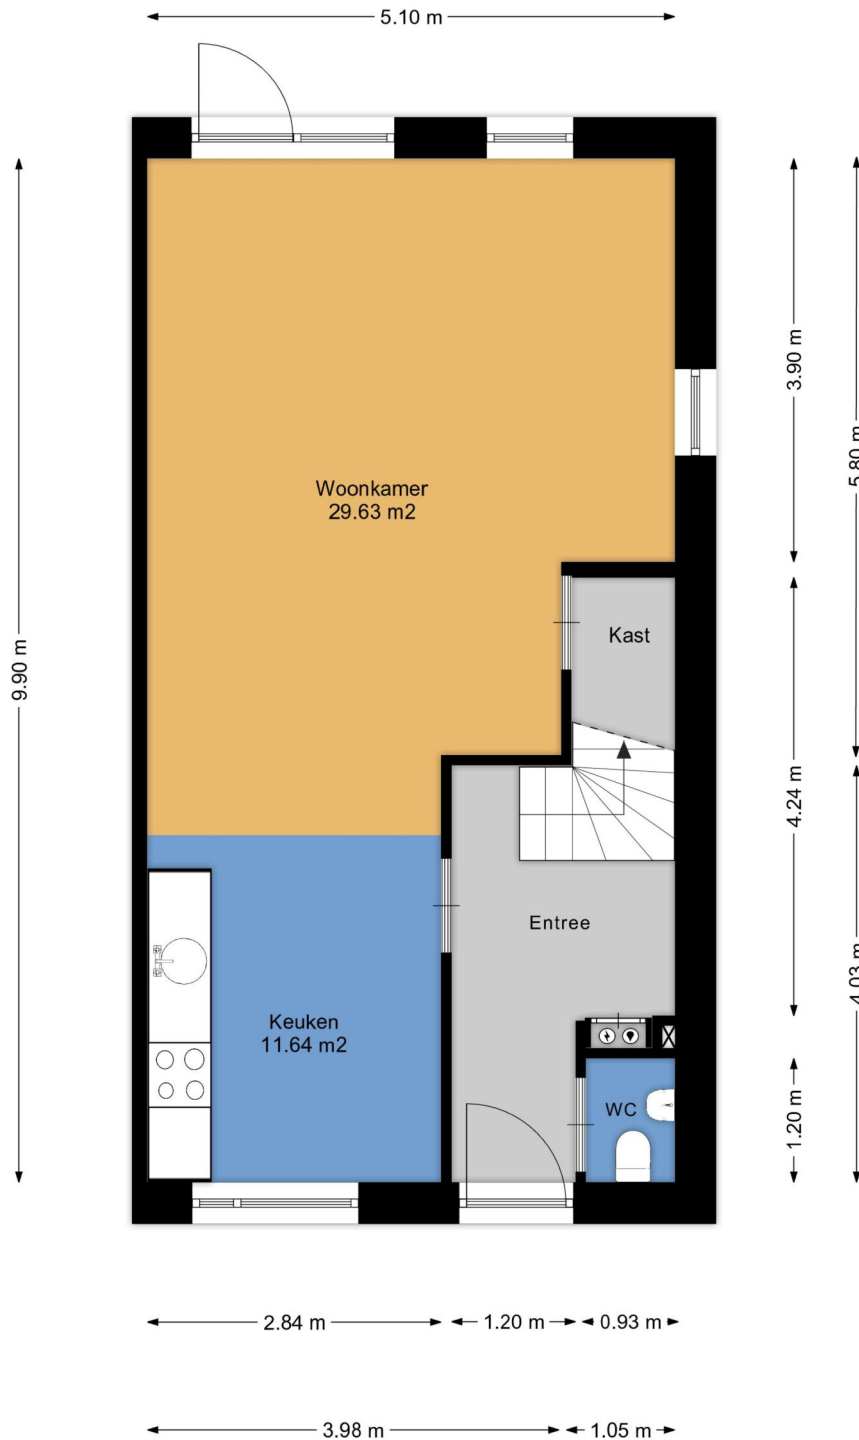 5.10 m
3.90 m
5.80 m
Woonkamer
29.63 m2
Kast
9.90 m
4.24 m
Entree
4.03 m
Keuken
11.64 m2
WC
1.20 m
2.84 m
1.20 m
0.93 m
3.98 m
1.05 m